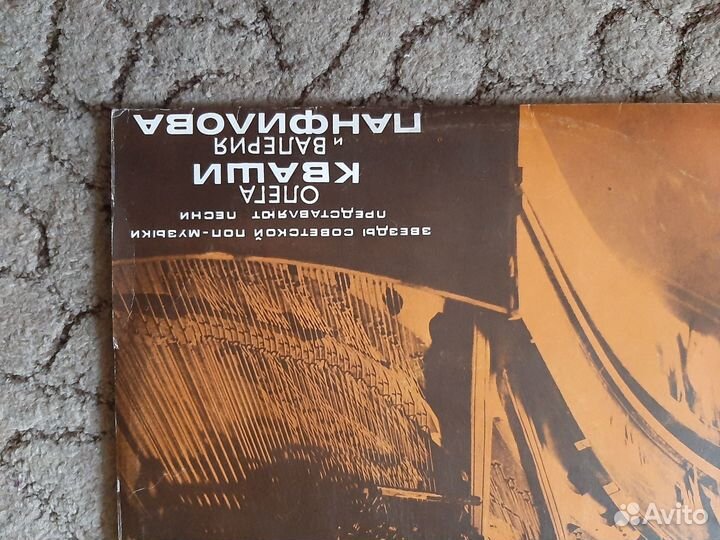 ЗВЕЗДЫ СОВЕТСКОЙ ПОП-МУЗЫКИ
ПРЕДСТАВЛЯЮТ ПЕСНИ
ОЛЕГА
КВАШИ
и ВАЛЕРИЯ
ПАНФИЛОВА
Avito